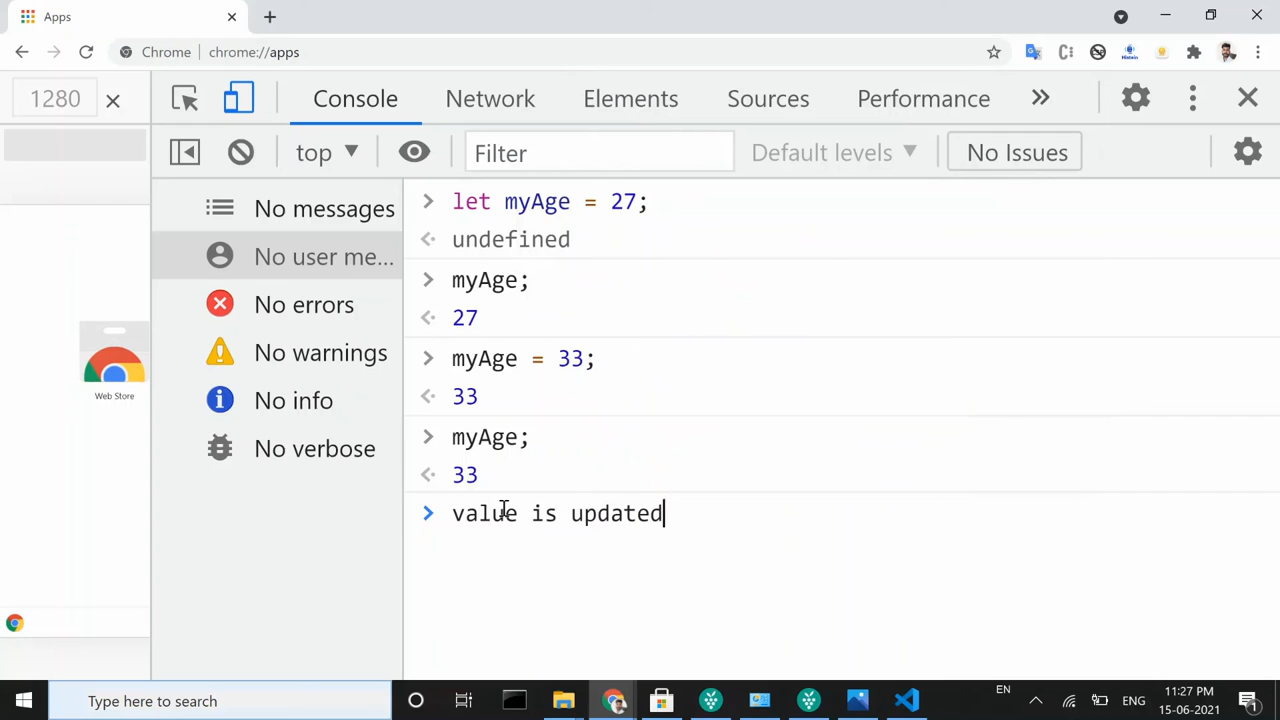 Apps
Chrome chrome://apps
1280
Console Network Elements Sources Performance
top Filter Default levels No Issues
No messages
No user me...
No errors
No warnings
No info
No verbose
let myAge = 27;
undefined
myAge;
27
myAge = 33;
33
myAge;
33
value is updated
Web Store
Type here to search
EN
ENG
11:27 PM
15-06-2021
1